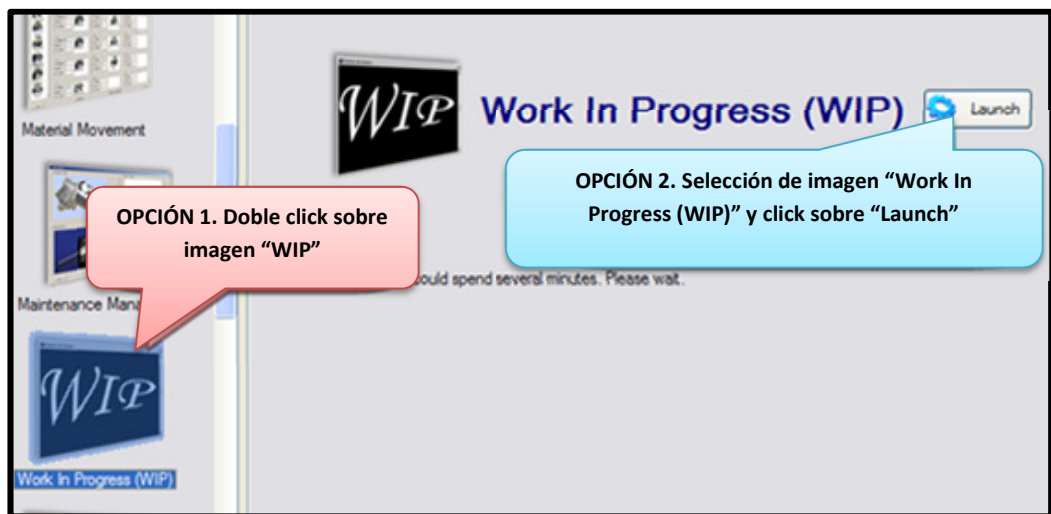 Material Movement
WIP
Work In Progress (WIP)
Launch
OPCIÓN 1. Doble click sobre
imagen “WIP”
OPCIÓN 2. Selección de imagen “Work In
Progress (WIP)” y click sobre “Launch”
ould spend several minutes. Please wait.
Maintenance Mana
WIP
Work In Progress (WIP)